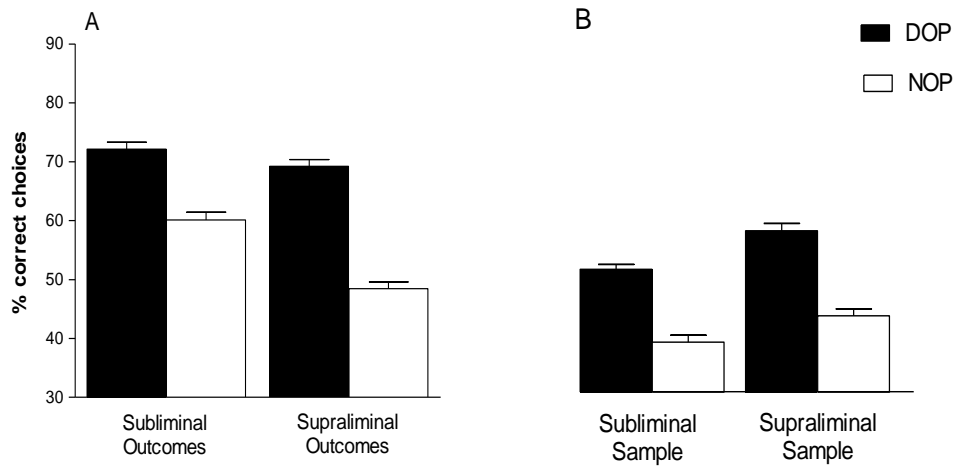 A
B
DOP
NOP
% correct choices
90
80
70
60
50
40
30
Subliminal
Outcomes
Supraliminal
Outcomes
Subliminal
Sample
Supraliminal
Sample